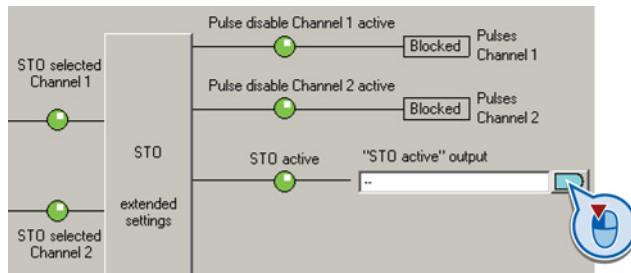 Pulse disable Channel 1 active
Blocked
Pulses
Channel 1
STO selected
Channel 1
Pulse disable Channel 2 active
Blocked
Pulses
Channel 2
STO
extended
settings
STO active
"STO active" output
--
STO selected
Channel 2